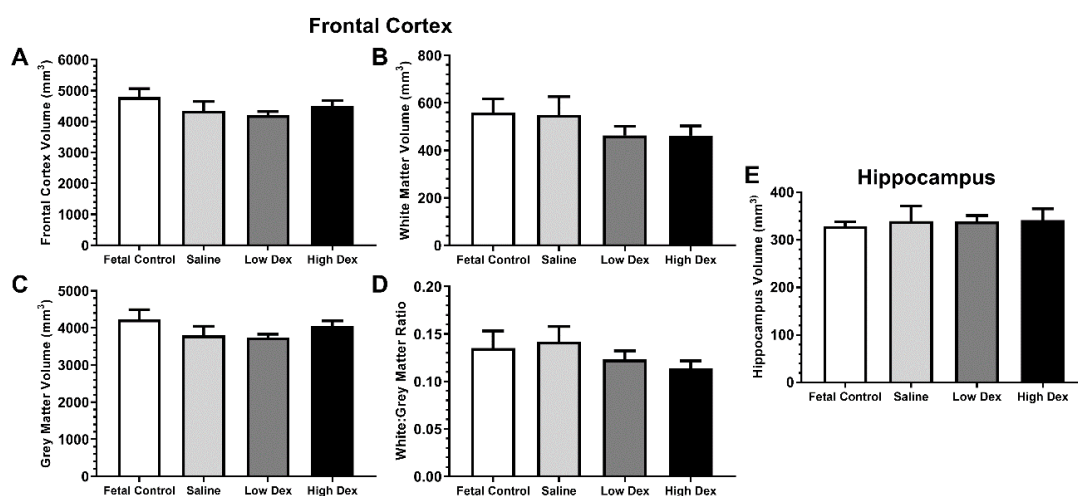 Frontal Cortex
A
Frontal Cortex Volume (mm³)
6000
5000
4000
3000
2000
1000
0
Fetal Control Saline Low Dex High Dex
B
White Matter Volume (mm³)
800
600
400
200
0
Fetal Control Saline Low Dex High Dex
C
Grey Matter Volume (mm³)
5000
4000
3000
2000
1000
0
Fetal Control Saline Low Dex High Dex
D
White:Grey Matter Ratio
0.20
0.15
0.10
0.05
0.00
Fetal Control Saline Low Dex High Dex
E
Hippocampus
Hippocampus Volume (mm³)
400
300
200
100
0
Fetal Control Saline Low Dex High Dex